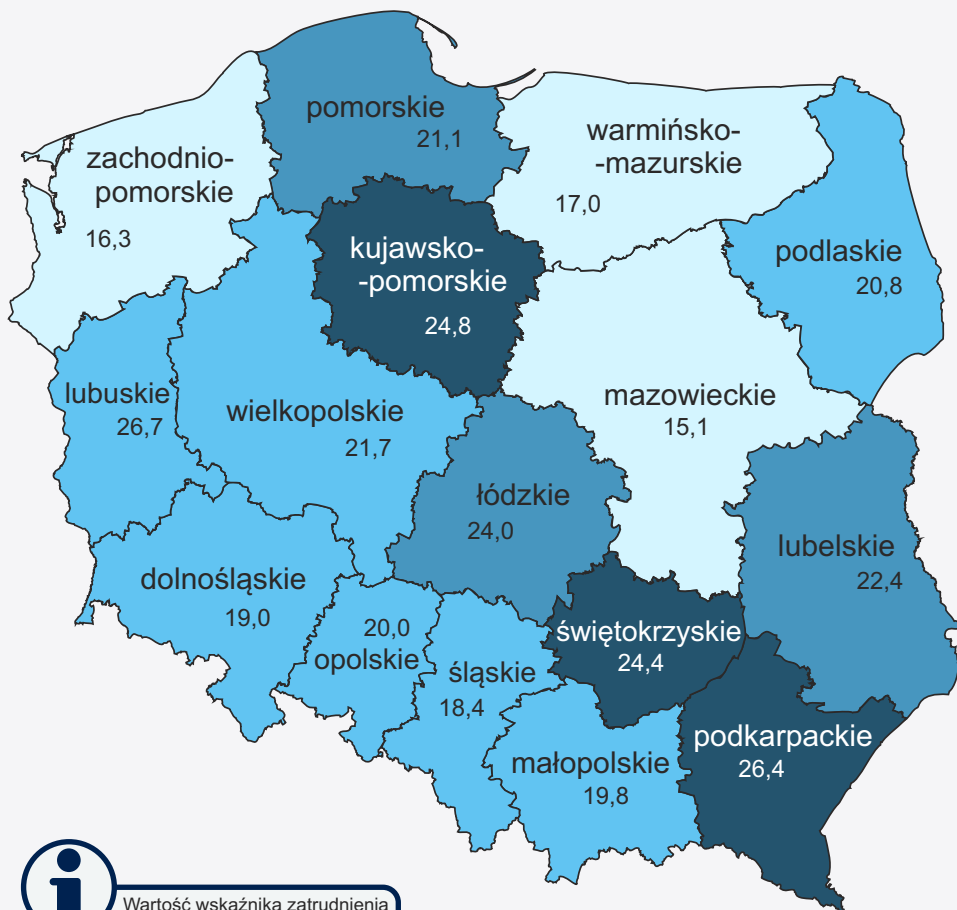 pomorskie
21,1
warmińsko-
-mazurskie
17,0
zachodnio-
pomorskie
16,3
kujawsko-
-pomorskie
24,8
podlaskie
20,8
lubuskie
26,7
wielkopolskie
21,7
mazowieckie
15,1
łódzkie
24,0
lubelskie
22,4
dolnośląskie
19,0
20,0
opolskie
śląskie
18,4
świętokrzyskie
24,4
małopolskie
19,8
podkarpackie
26,4
Wartość wskaźnika zatrudnienia